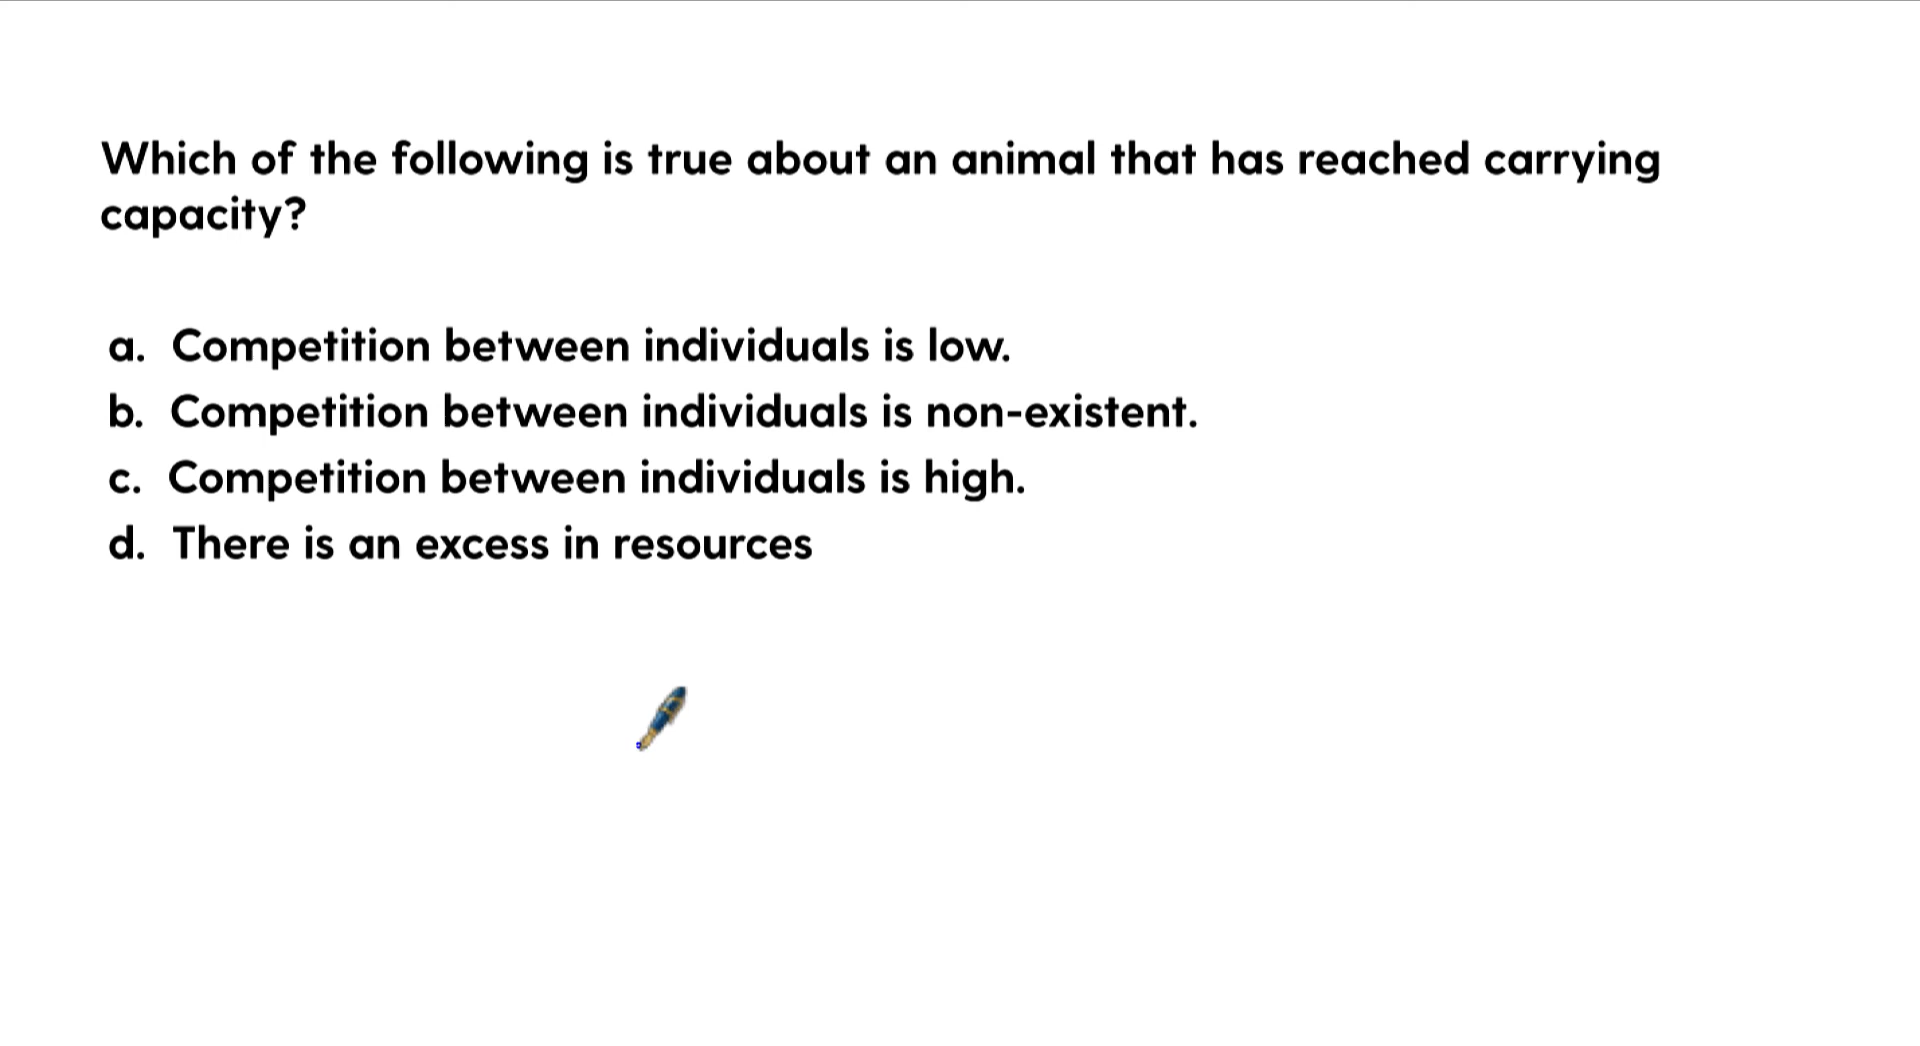 Which of the following is true about an animal that has reached carrying
capacity?
a. Competition between individuals is low.
b. Competition between individuals is non-existent.
c. Competition between individuals is high.
d. There is an excess in resources